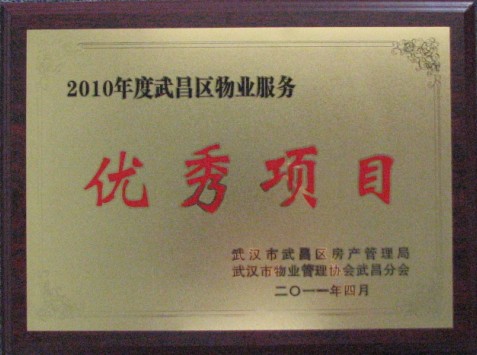 2010年度武昌区物业服务
优秀项目
武汉市武昌区房产管理局
武汉市物业管理协会武昌分会
二〇一一年四月